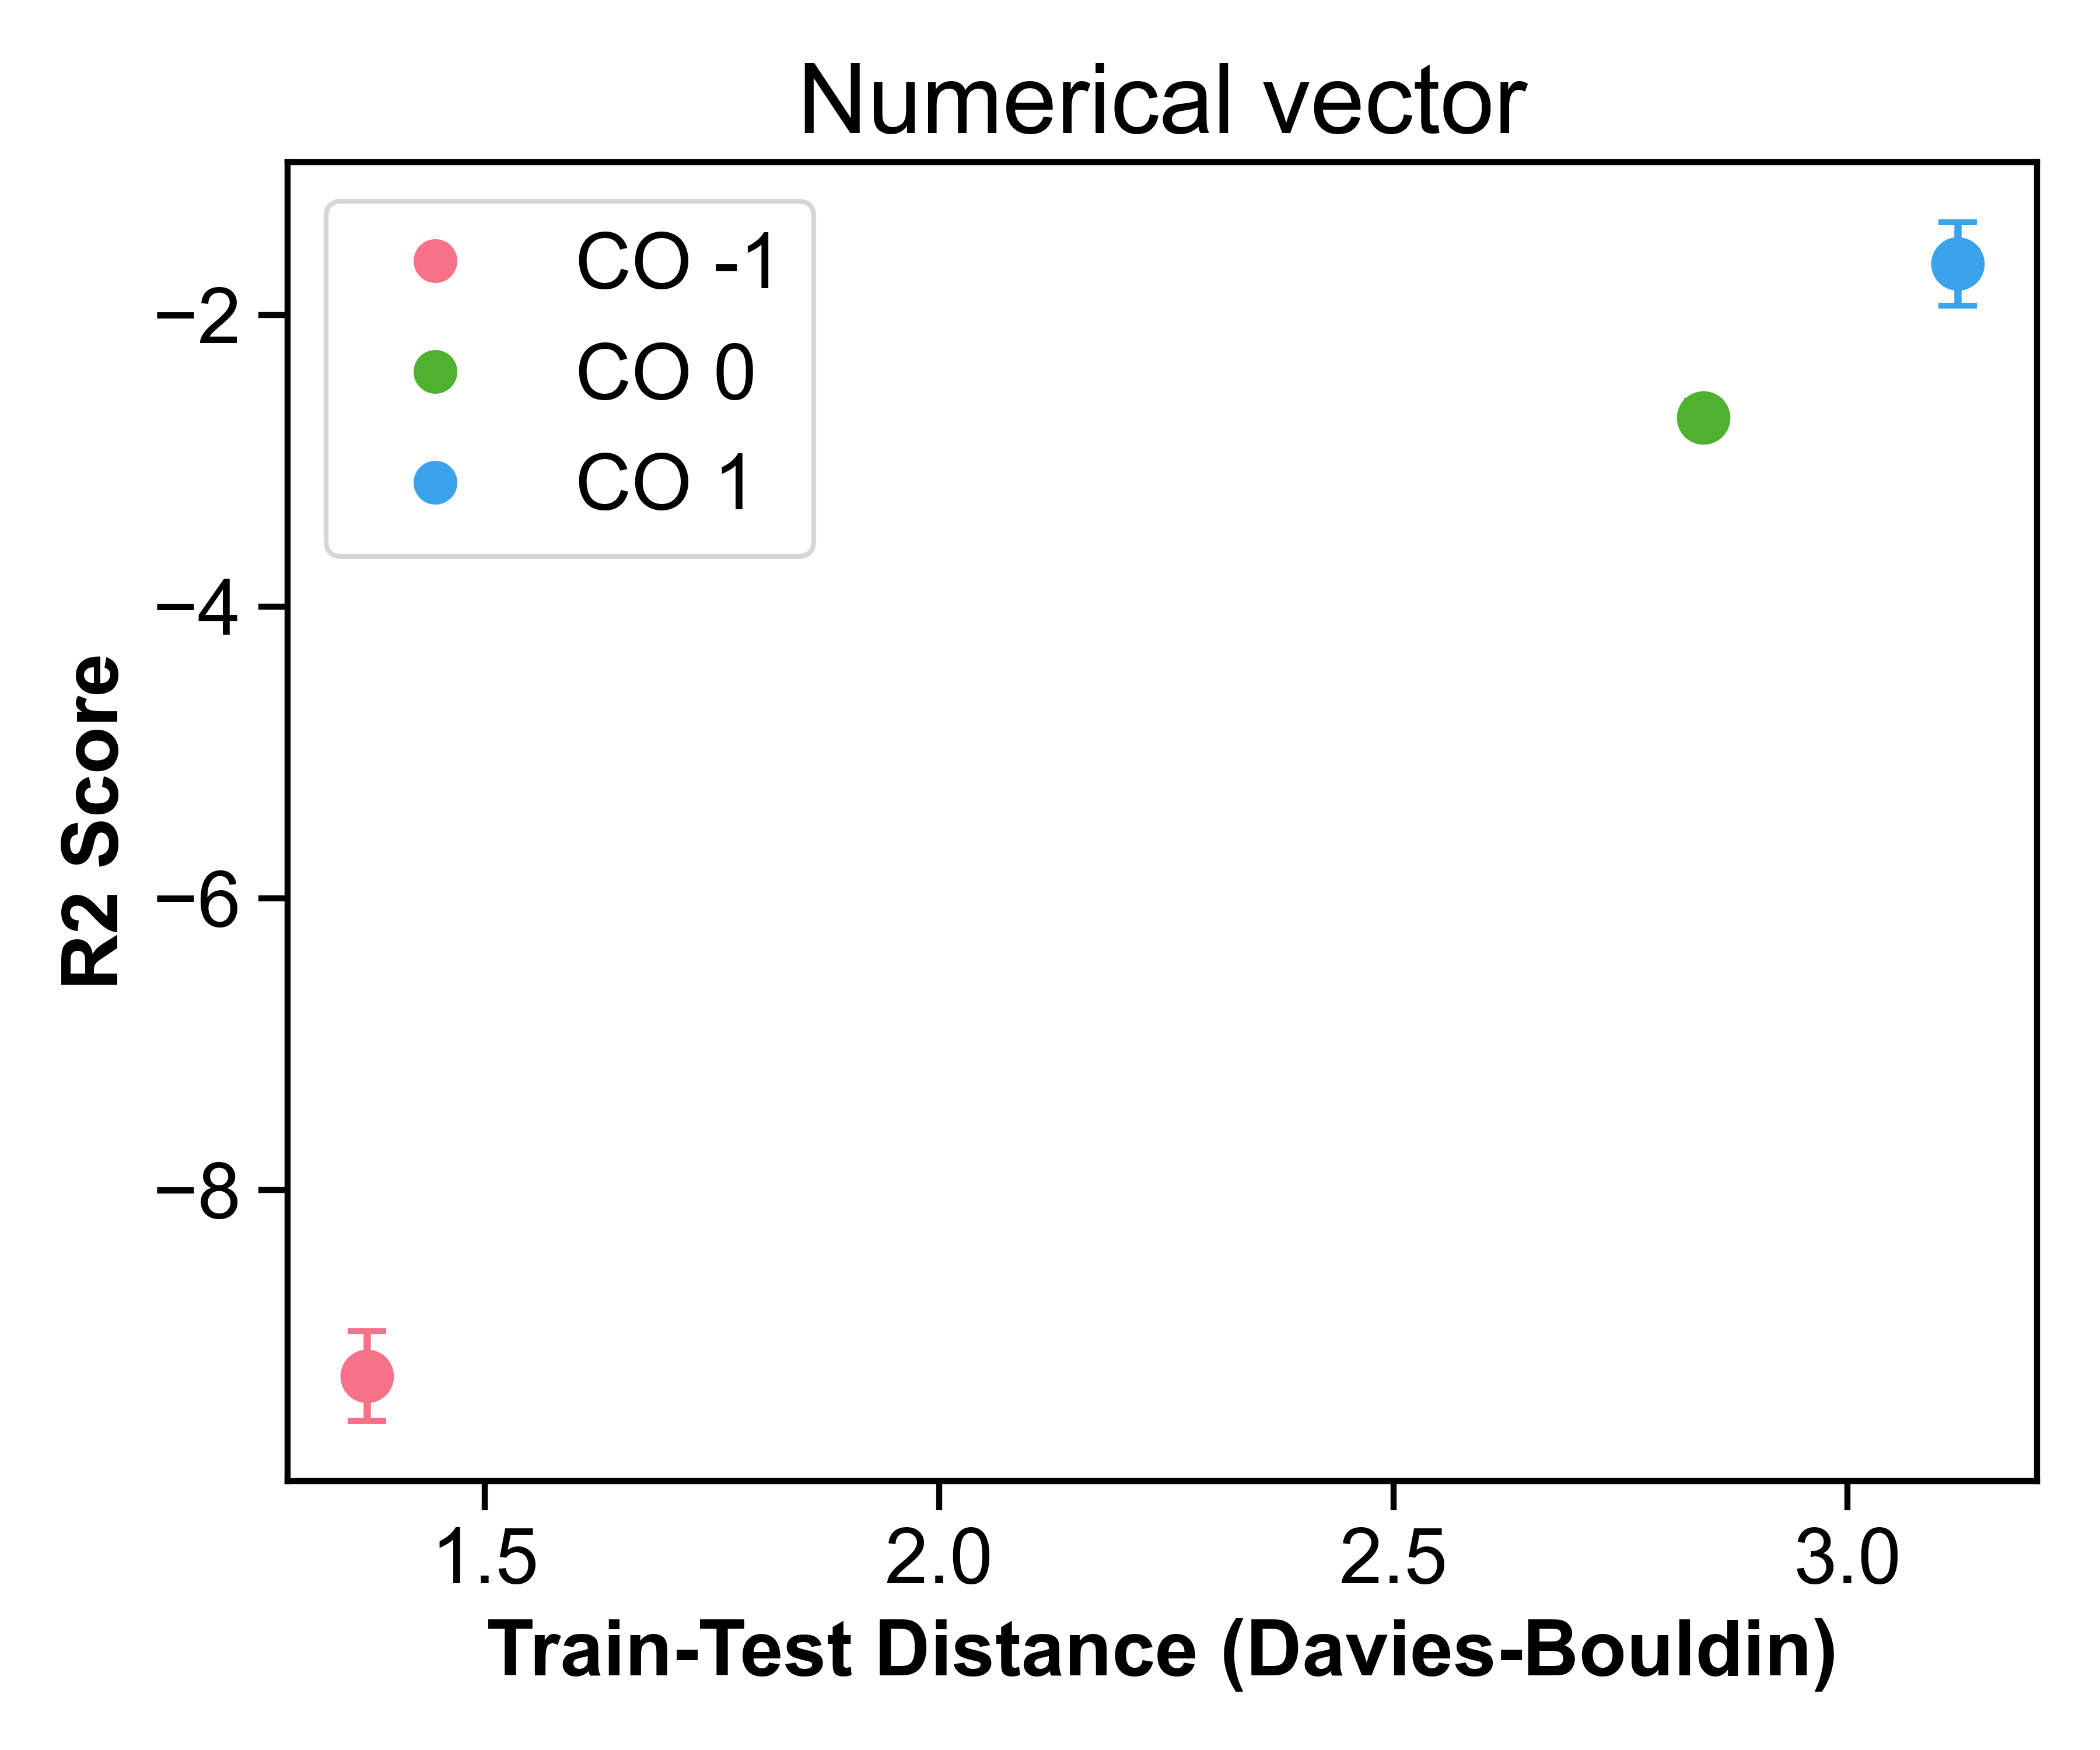 Numerical vector
CO -1
CO 0
CO 1
−2
−4
−6
−8
R2 Score
1.5 2.0 2.5 3.0
Train-Test Distance (Davies-Bouldin)